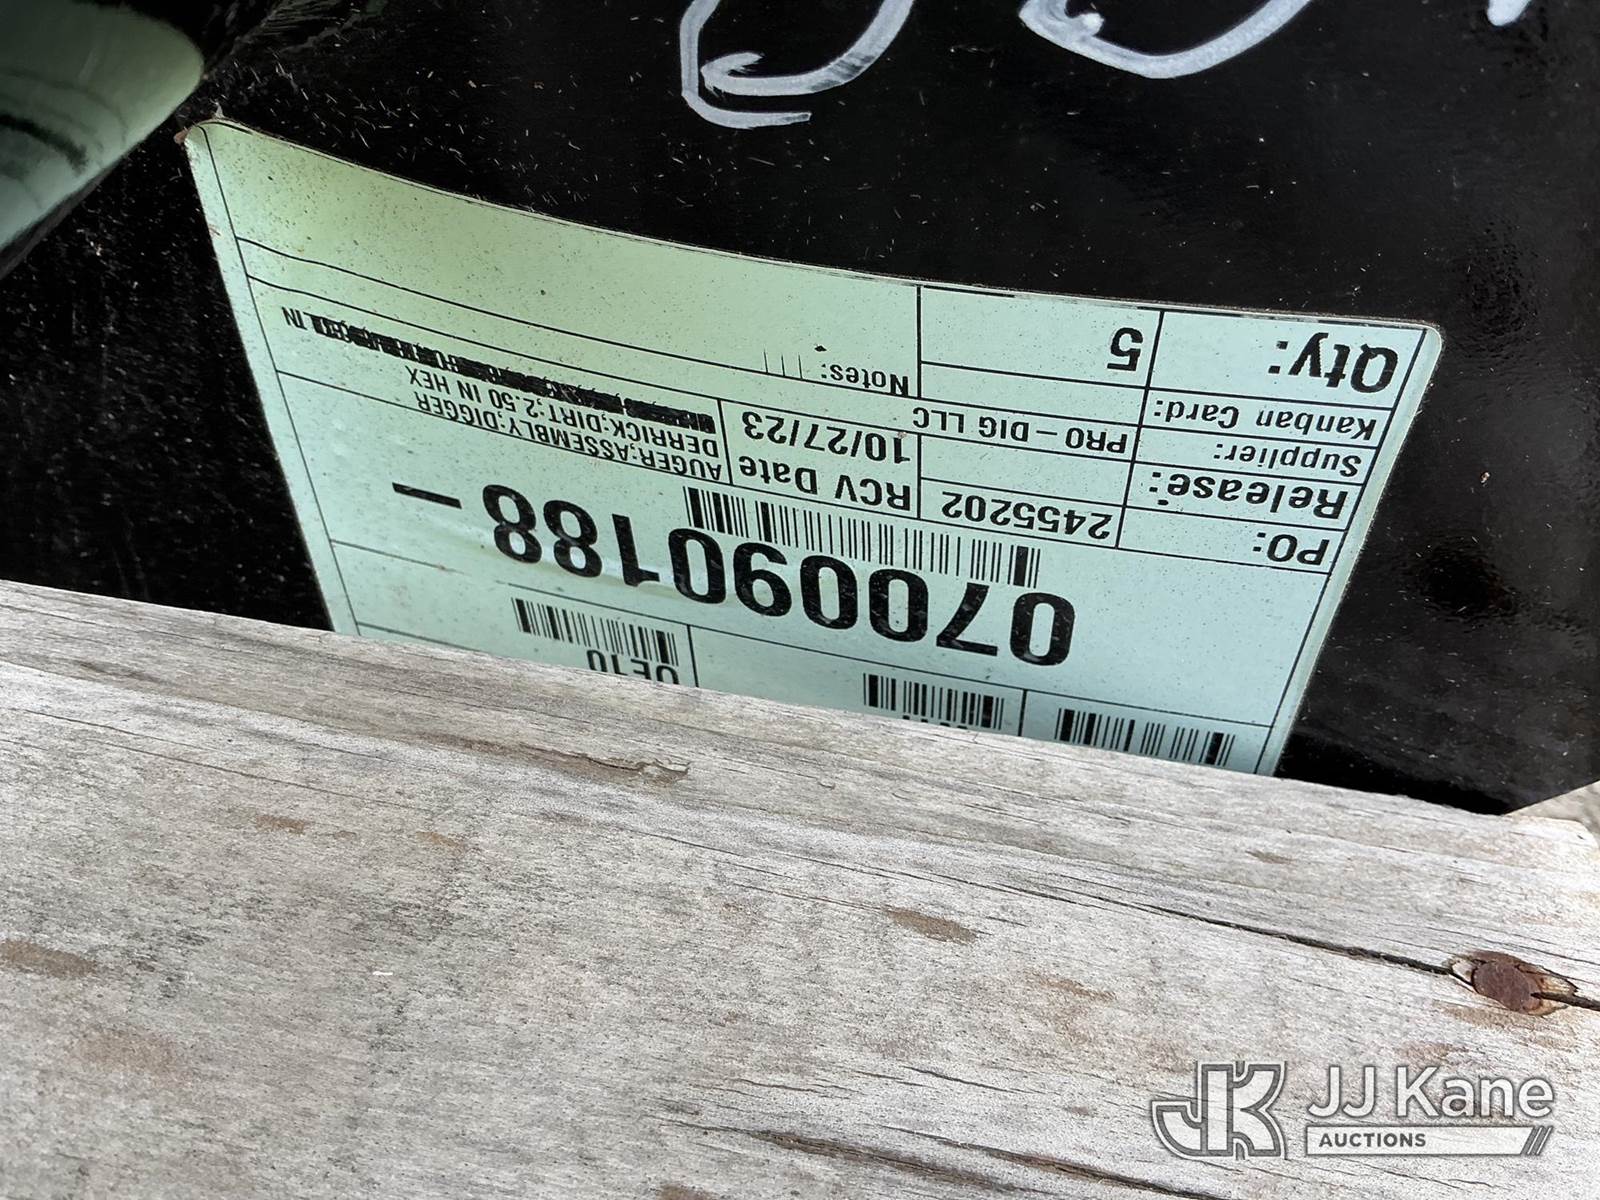 070090188 -
PO:
2455202
RCV Date
10/27/23
AUGER;ASSEMBLY;DIGGER
DERRICK;DIRT;2.50 IN HEX
IN
Release:
Supplier:
PRO-DIG LLC
Kanban Card:
Notes:
Qty:
5
JJ Kane
AUCTIONS